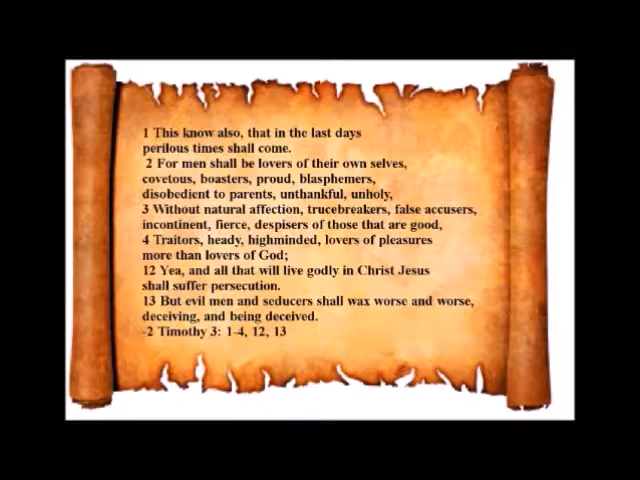 1 This know also, that in the last days
perilous times shall come.
2 For men shall be lovers of their own selves,
covetous, boasters, proud, blasphemers,
disobedient to parents, unthankful, unholy,
3 Without natural affection, trucebreakers, false accusers,
incontinent, fierce, despisers of those that are good,
4 Traitors, heady, highminded, lovers of pleasures
more than lovers of God;
12 Yea, and all that will live godly in Christ Jesus
shall suffer persecution.
13 But evil men and seducers shall wax worse and worse,
deceiving, and being deceived.
-2 Timothy 3: 1-4, 12, 13